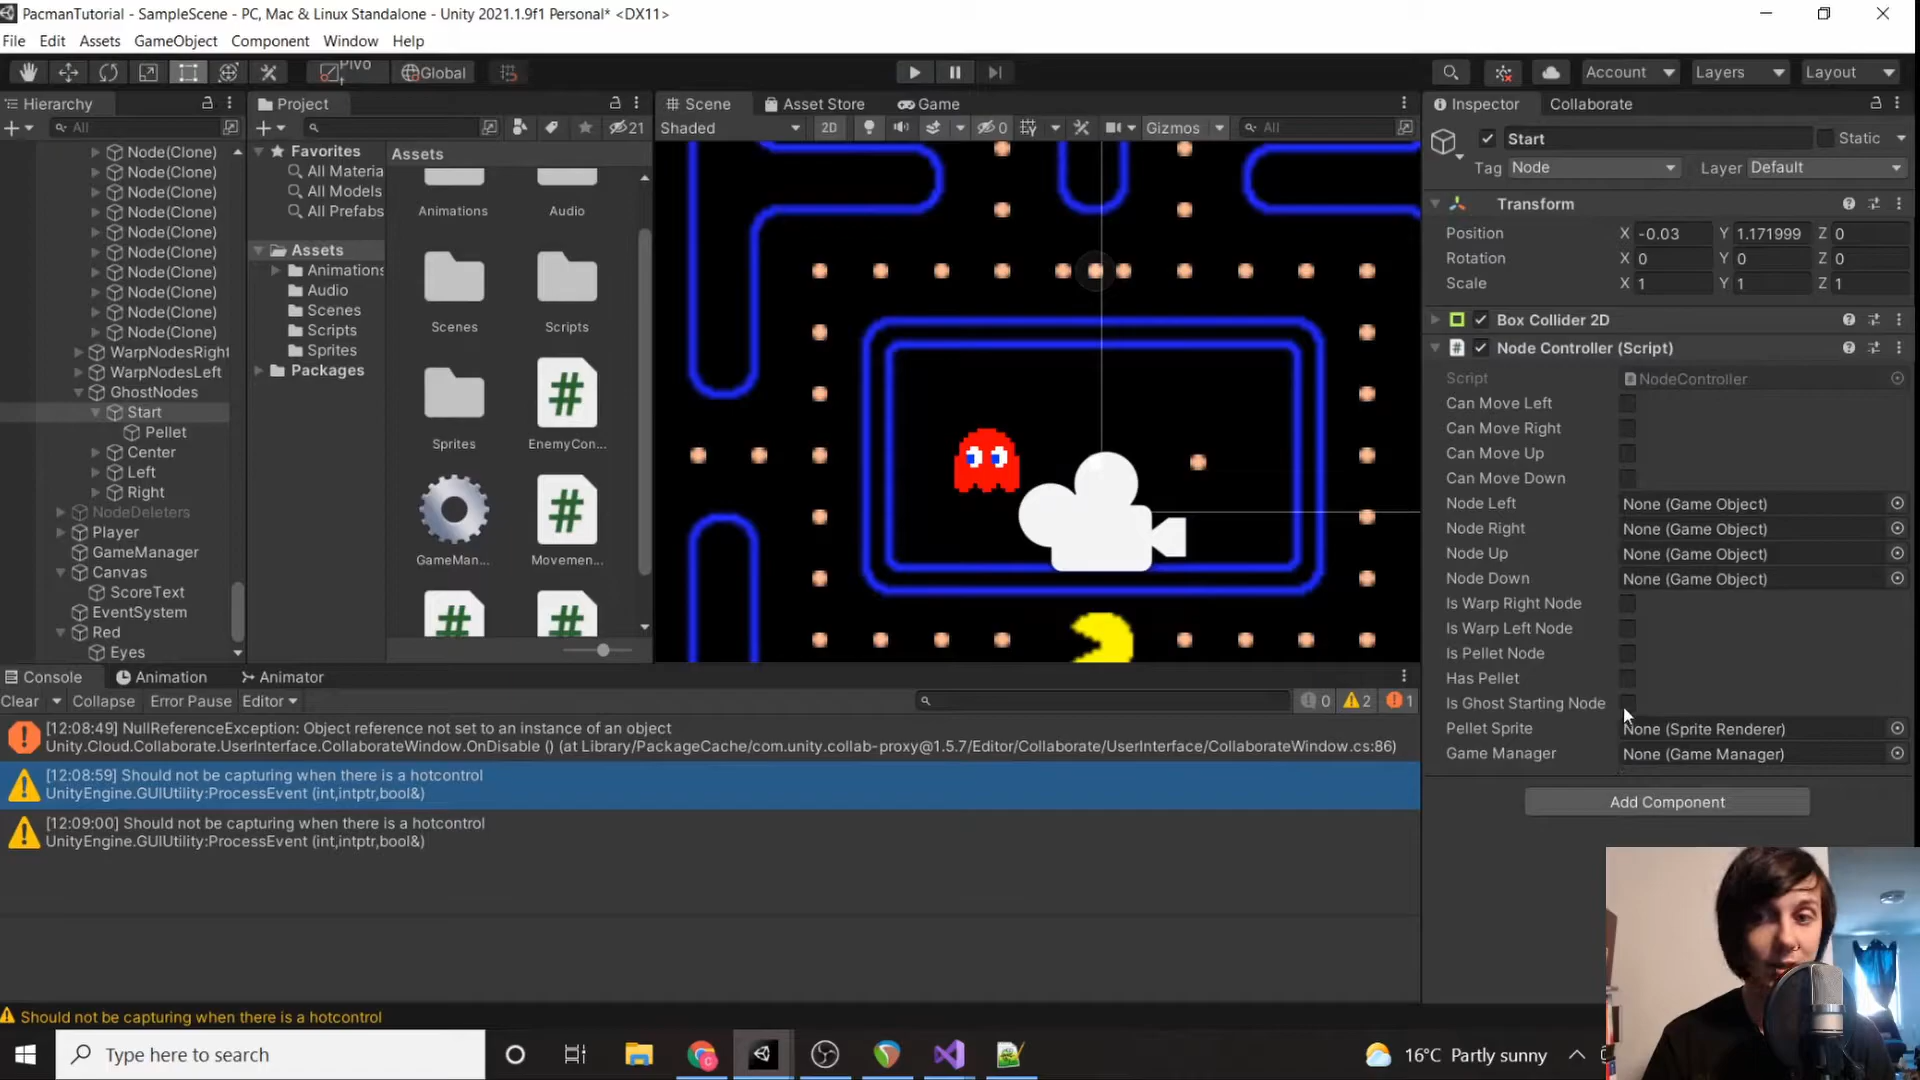 PacmanTutorial - SampleScene - PC, Mac & Linux Standalone - Unity 2021.1.9f1 Personal* <DX11>
File Edit Assets GameObject Component Window Help
Global
Account Layers Layout
Hierarchy
All
Node(Clone)
Node(Clone)
Node(Clone)
Node(Clone)
Node(Clone)
Node(Clone)
Node(Clone)
Node(Clone)
Node(Clone)
Node(Clone)
WarpNodesRight
WarpNodesLeft
GhostNodes
Start
Pellet
Center
Left
Right
NodeDeleters
Player
GameManager
Canvas
ScoreText
EventSystem
Red
Eyes
Project
21
Favorites
All Materia
All Models
All Prefabs
Assets
Animations
Audio
Scenes
Scripts
Sprites
Packages
Assets
Animations Audio
Scenes Scripts
Sprites EnemyCon...
GameMan... Movemen...
Scene Asset Store Game
Shaded 2D 0 Gizmos All
Inspector Collaborate
Start Static
Tag Node Layer Default
Transform
Position X -0.03 Y 1.171999 Z 0
Rotation X 0 Y 0 Z 0
Scale X 1 Y 1 Z 1
Box Collider 2D
Node Controller (Script)
Script NodeController
Can Move Left
Can Move Right
Can Move Up
Can Move Down
Node Left None (Game Object)
Node Right None (Game Object)
Node Up None (Game Object)
Node Down None (Game Object)
Is Warp Right Node
Is Warp Left Node
Is Pellet Node
Has Pellet
Is Ghost Starting Node
Pellet Sprite None (Sprite Renderer)
Game Manager None (Game Manager)
Add Component
Console Animation Animator
Clear Collapse Error Pause Editor 0 2 1
[12:08:49] NullReferenceException: Object reference not set to an instance of an object
Unity.Cloud.Collaborate.UserInterface.CollaborateWindow.OnDisable () (at Library/PackageCache/com.unity.collab-proxy@1.5.7/Editor/Collaborate/UserInterface/CollaborateWindow.cs:86)
[12:08:59] Should not be capturing when there is a hotcontrol
UnityEngine.GUIUtility:ProcessEvent (int,intptr,bool&)
[12:09:00] Should not be capturing when there is a hotcontrol
UnityEngine.GUIUtility:ProcessEvent (int,intptr,bool&)
Should not be capturing when there is a hotcontrol
Type here to search
16°C Partly sunny